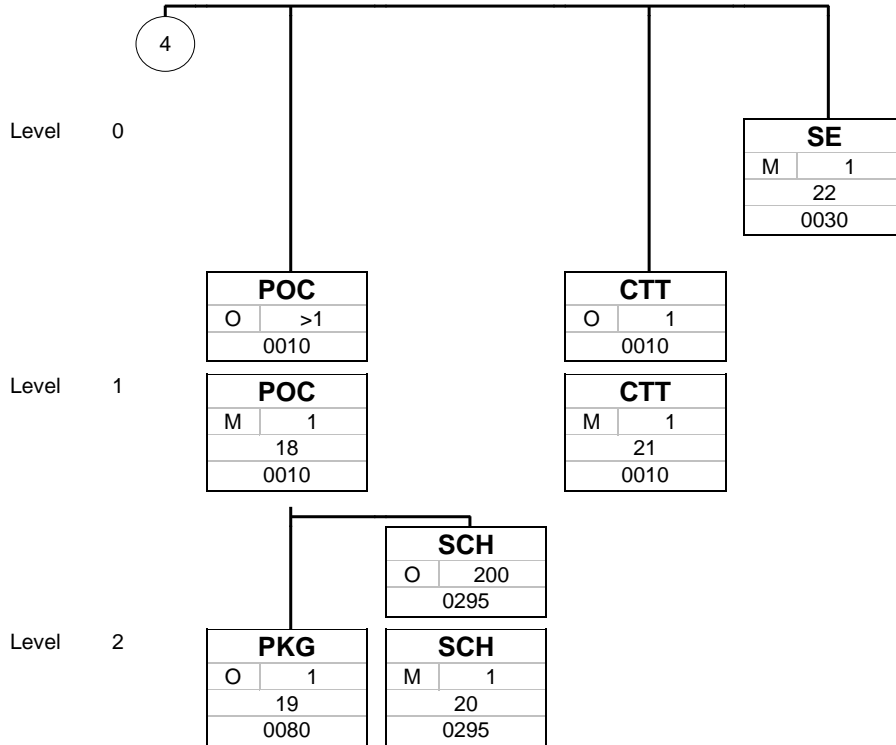 4
Level 0
SE
M 1
22
0030
POC
O >1
0010
CTT
O 1
0010
Level 1
POC
M 1
18
0010
CTT
M 1
21
0010
SCH
O 200
0295
Level 2
PKG
O 1
19
0080
SCH
M 1
20
0295